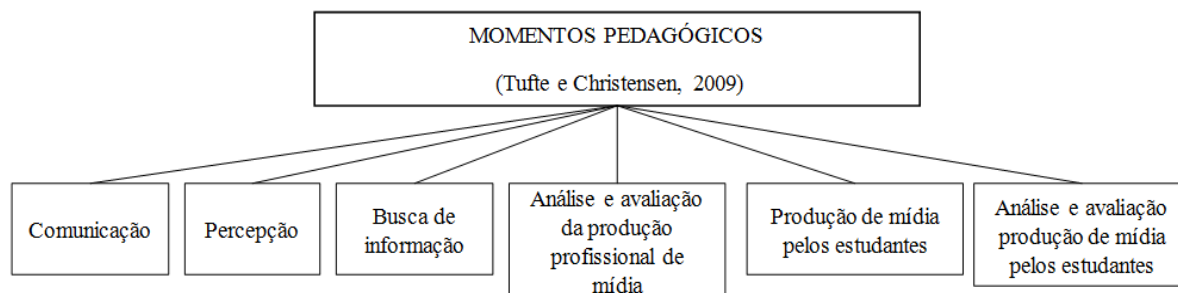 MOMENTOS PEDAGÓGICOS
(Tufte e Christensen, 2009)
Comunicação
Percepção
Busca de
informação
Análise e avaliação
da produção
profissional de
mídia
Produção de mídia
pelos estudantes
Análise e avaliação
produção de mídia
pelos estudantes